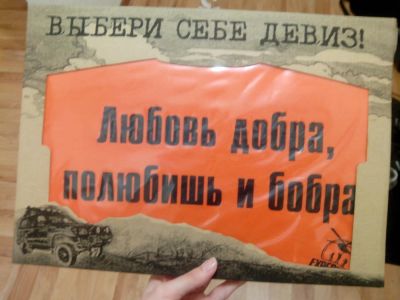 ВЫБЕРИ СЕБЕ ДЕВИЗ!
Любовь добра,
полюбишь и бобра